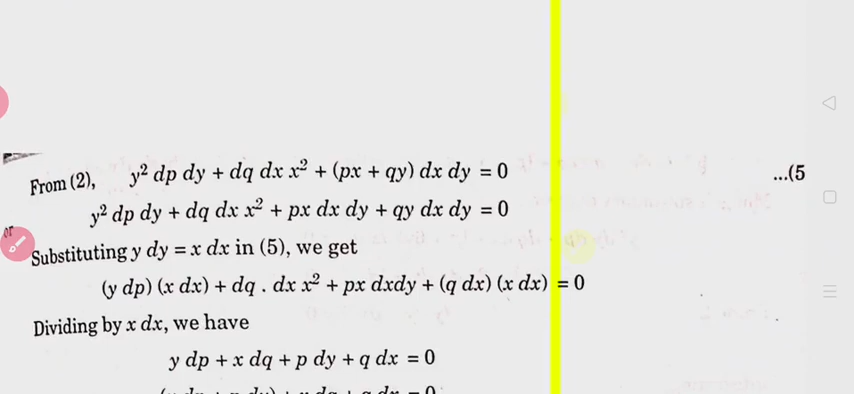 From (2), y² dp dy + dq dx x² + (px + qy) dx dy = 0 ...(5
or y² dp dy + dq dx x² + px dx dy + qy dx dy = 0
Substituting y dy = x dx in (5), we get
(y dp) (x dx) + dq . dx x² + px dxdy + (q dx) (x dx) = 0
Dividing by x dx, we have
y dp + x dq + p dy + q dx = 0